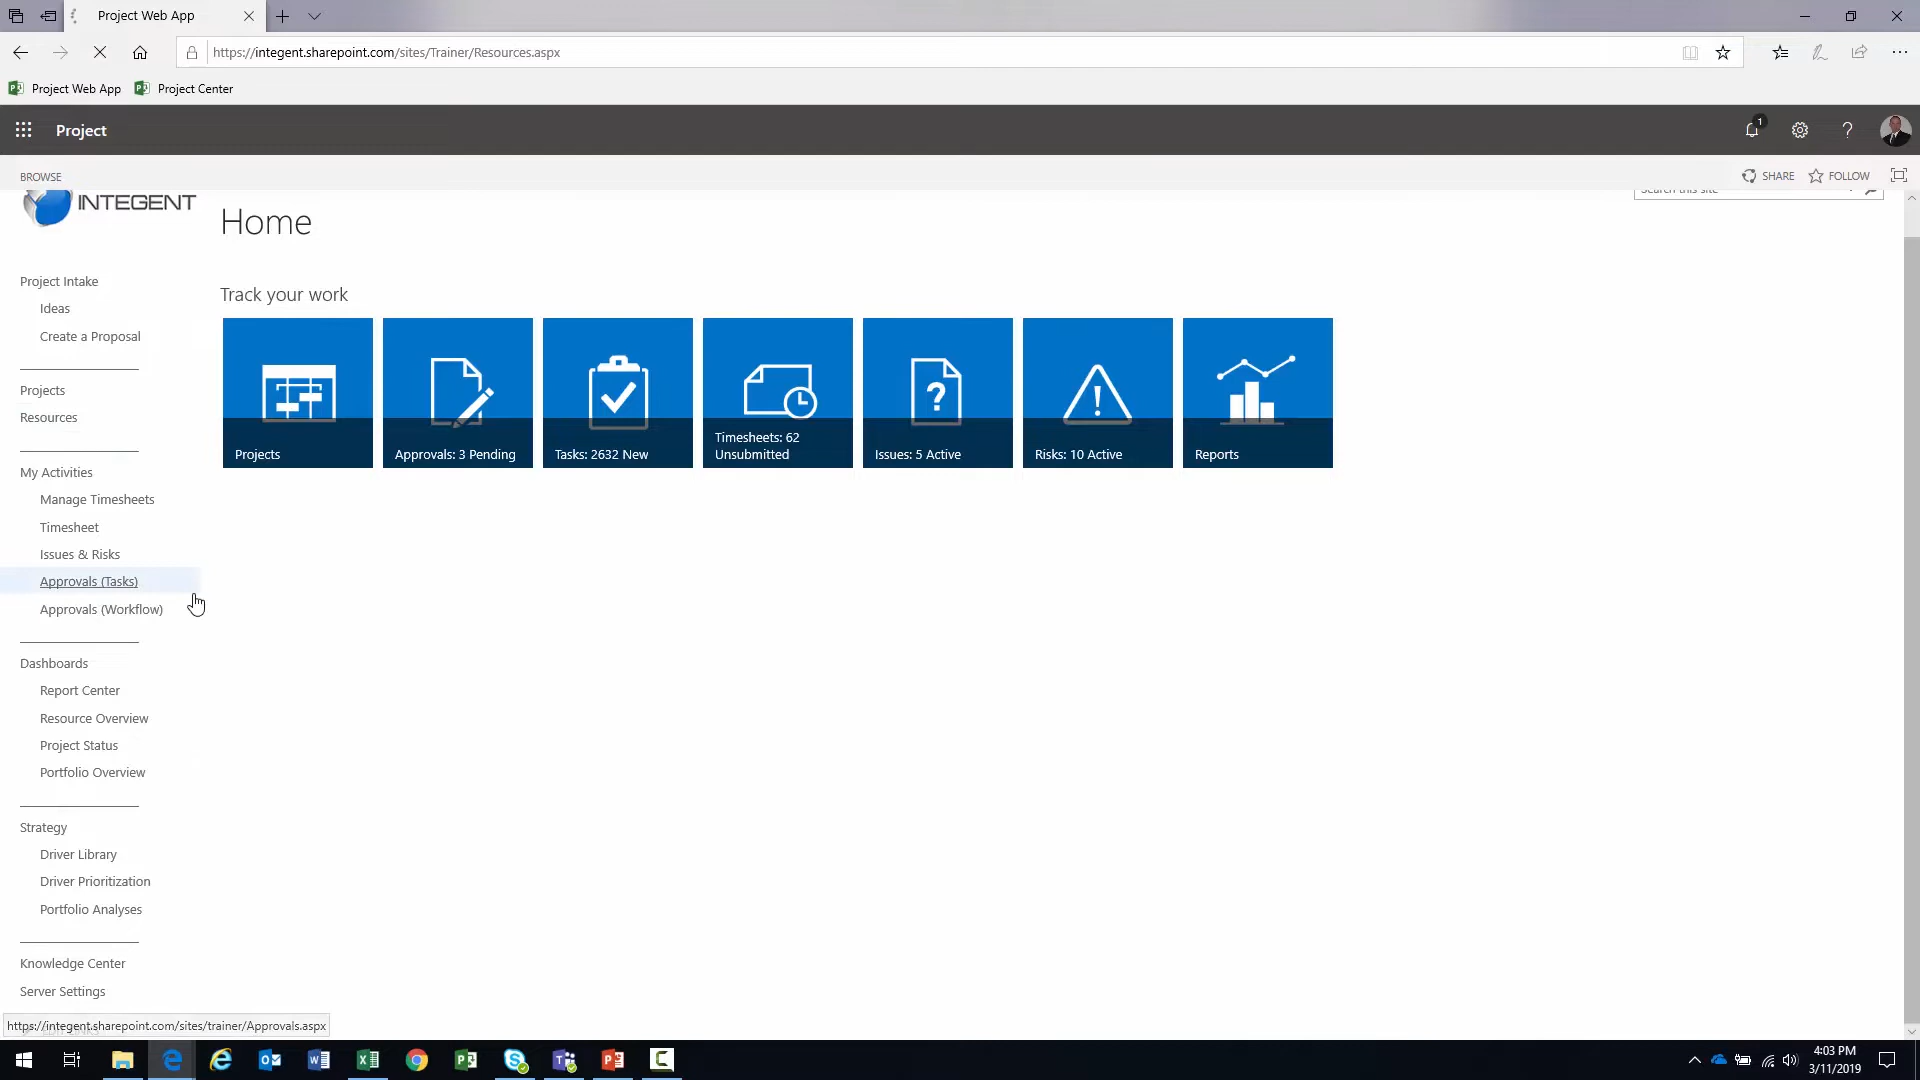 Project Web App
https://integent.sharepoint.com/sites/Trainer/Resources.aspx
Project Web App
Project Center
Project
1
BROWSE
SHARE
FOLLOW
INTEGENT
Home
Search this site
Project Intake
Ideas
Create a Proposal
Projects
Resources
My Activities
Manage Timesheets
Timesheet
Issues & Risks
Approvals (Tasks)
Approvals (Workflow)
Dashboards
Report Center
Resource Overview
Project Status
Portfolio Overview
Strategy
Driver Library
Driver Prioritization
Portfolio Analyses
Knowledge Center
Server Settings
Track your work
Projects
Approvals: 3 Pending
Tasks: 2632 New
Timesheets: 62
Unsubmitted
Issues: 5 Active
Risks: 10 Active
Reports
https://integent.sharepoint.com/sites/trainer/Approvals.aspx
4:03 PM
3/11/2019